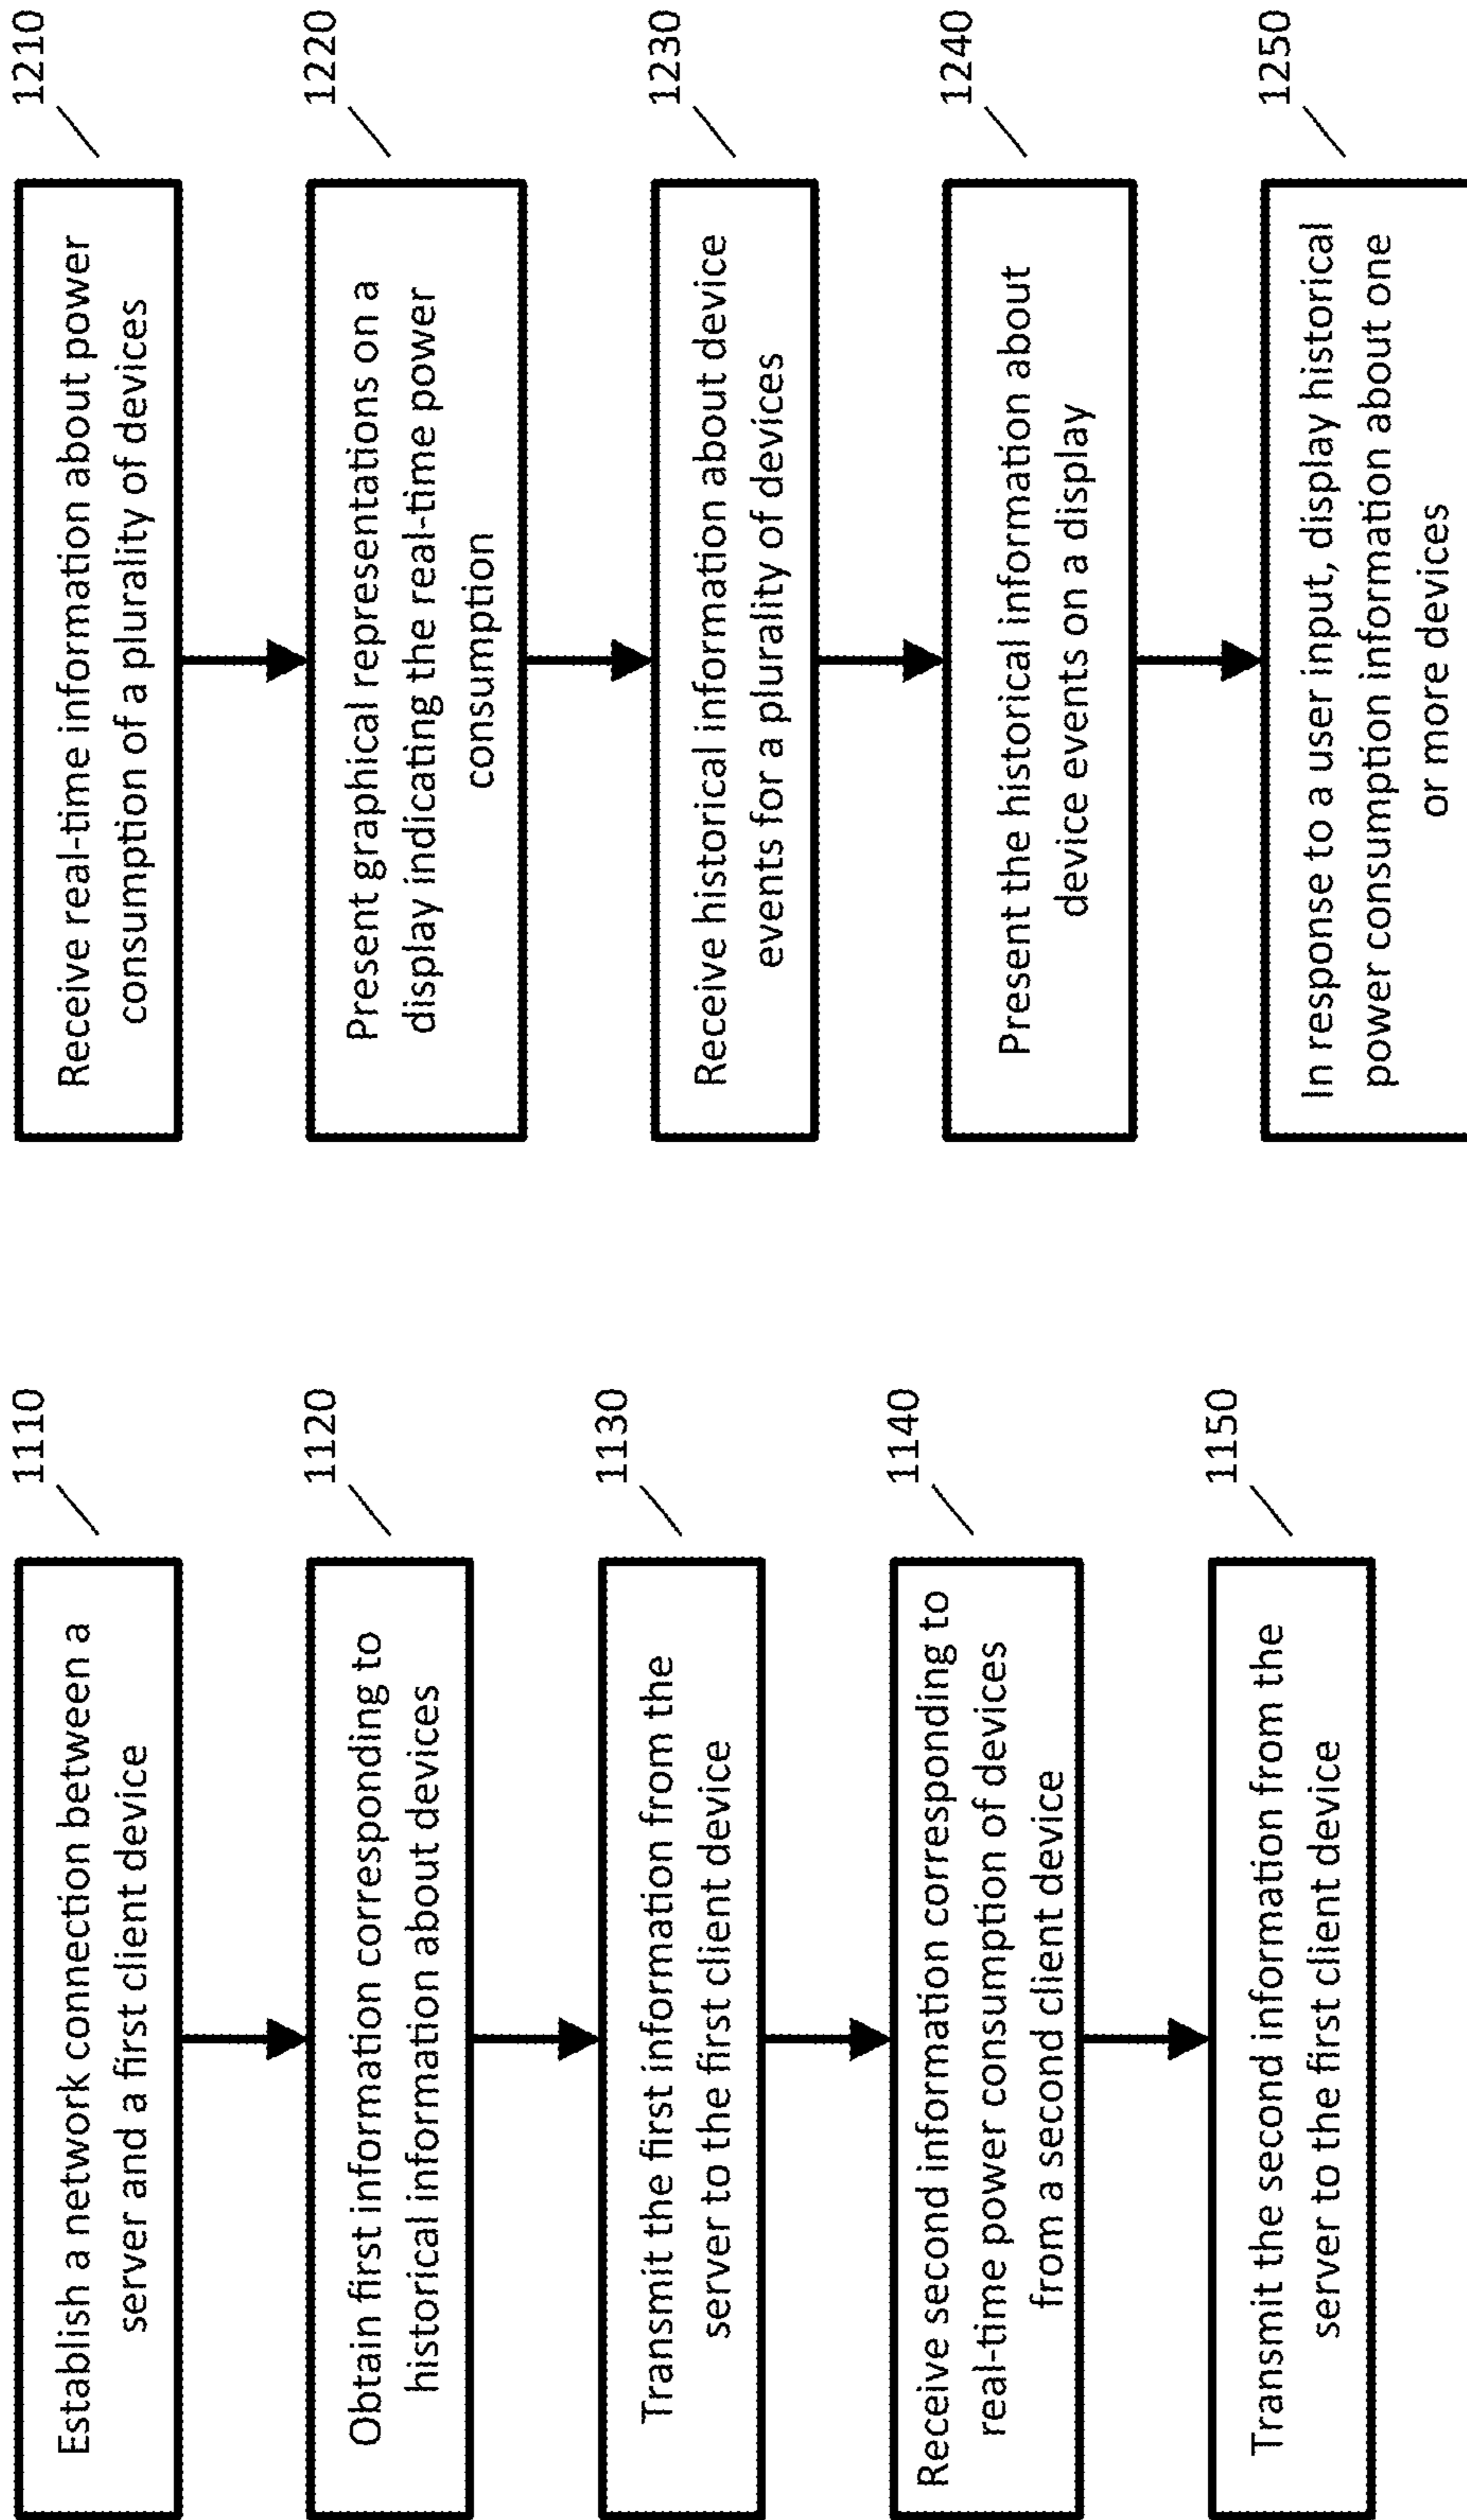 1110
Establish a network connection between a
server and a first client device
1120
Obtain first information corresponding to
historical information about devices
1130
Transmit the first information from the
server to the first client device
1140
Receive second information corresponding to
real-time power consumption of devices
from a second client device
1150
Transmit the second information from the
server to the first client device
1210
Receive real-time information about power
consumption of a plurality of devices
1220
Present graphical representations on a
display indicating the real-time power
consumption
1230
Receive historical information about device
events for a plurality of devices
1240
Present the historical information about
device events on a display
1250
In response to a user input, display historical
power consumption information about one
or more devices